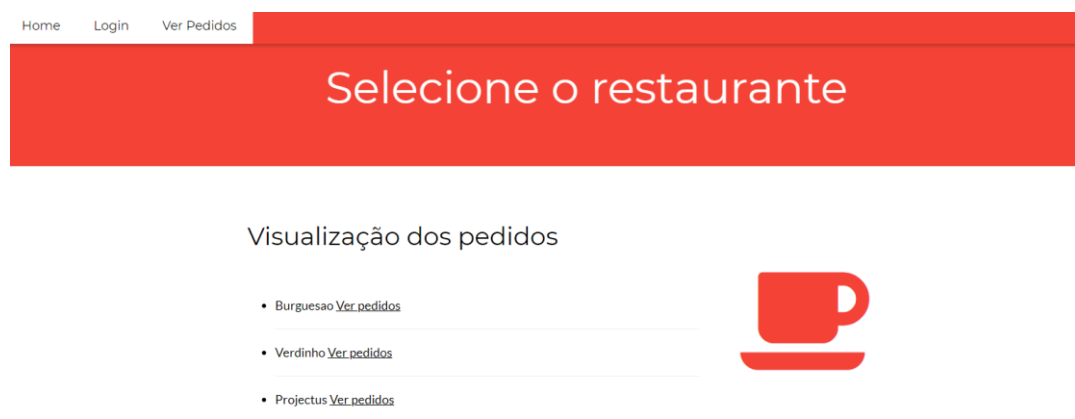 Home Login Ver Pedidos
Selecione o restaurante
Visualização dos pedidos
Burguesao Ver pedidos
Verdinho Ver pedidos
Projectus Ver pedidos